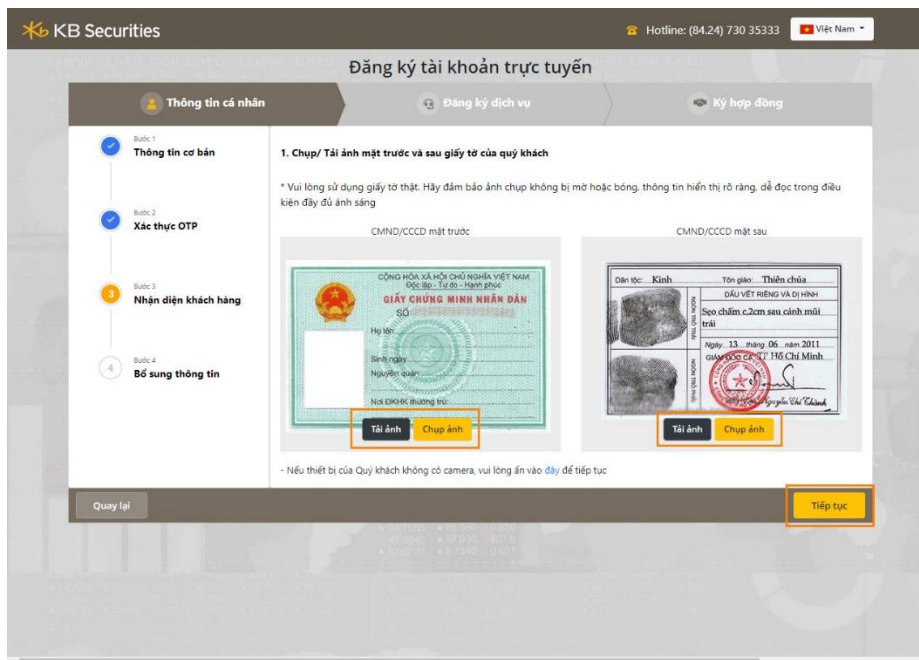 KB Securities
Hotline: (84.24) 730 35333
Việt Nam
Đăng ký tài khoản trực tuyến
Thông tin cá nhân
Đăng ký dịch vụ
Ký hợp đồng
Bước 1
Thông tin cơ bản
Bước 2
Xác thực OTP
3
Bước 3
Nhận diện khách hàng
4
Bước 4
Bổ sung thông tin
1. Chụp/ Tải ảnh mặt trước và sau giấy tờ của quý khách
* Vui lòng sử dụng giấy tờ thật. Hãy đảm bảo ảnh chụp không bị mờ hoặc bóng, thông tin hiển thị rõ ràng, dễ đọc trong điều
kiện đầy đủ ánh sáng
CMND/CCCD mặt trước
CỘNG HÒA XÃ HỘI CHỦ NGHĨA VIỆT NAM
Độc lập - Tự do - Hạnh phúc
GIẤY CHỨNG MINH NHÂN DÂN
SỐ
Họ tên
Sinh ngày
Nguyên quán
Nơi ĐKHK thường trú:
Tải ảnh
Chụp ảnh
CMND/CCCD mặt sau
Dân tộc: Kinh Tôn giáo: Thiên chúa
DẤU VẾT RIÊNG VÀ DỊ HÌNH
Sẹo chấm c.2cm sau cánh mũi
trái
Ngày 13 tháng 06 năm 2011
GIÁM ĐỐC CA TP Hồ Chí Minh
NGÓN TRỎ TRÁI
NGÓN TRỎ PHẢI
Tải ảnh
Chụp ảnh
- Nếu thiết bị của Quý khách không có camera, vui lòng ấn vào đây để tiếp tục
Quay lại
Tiếp tục